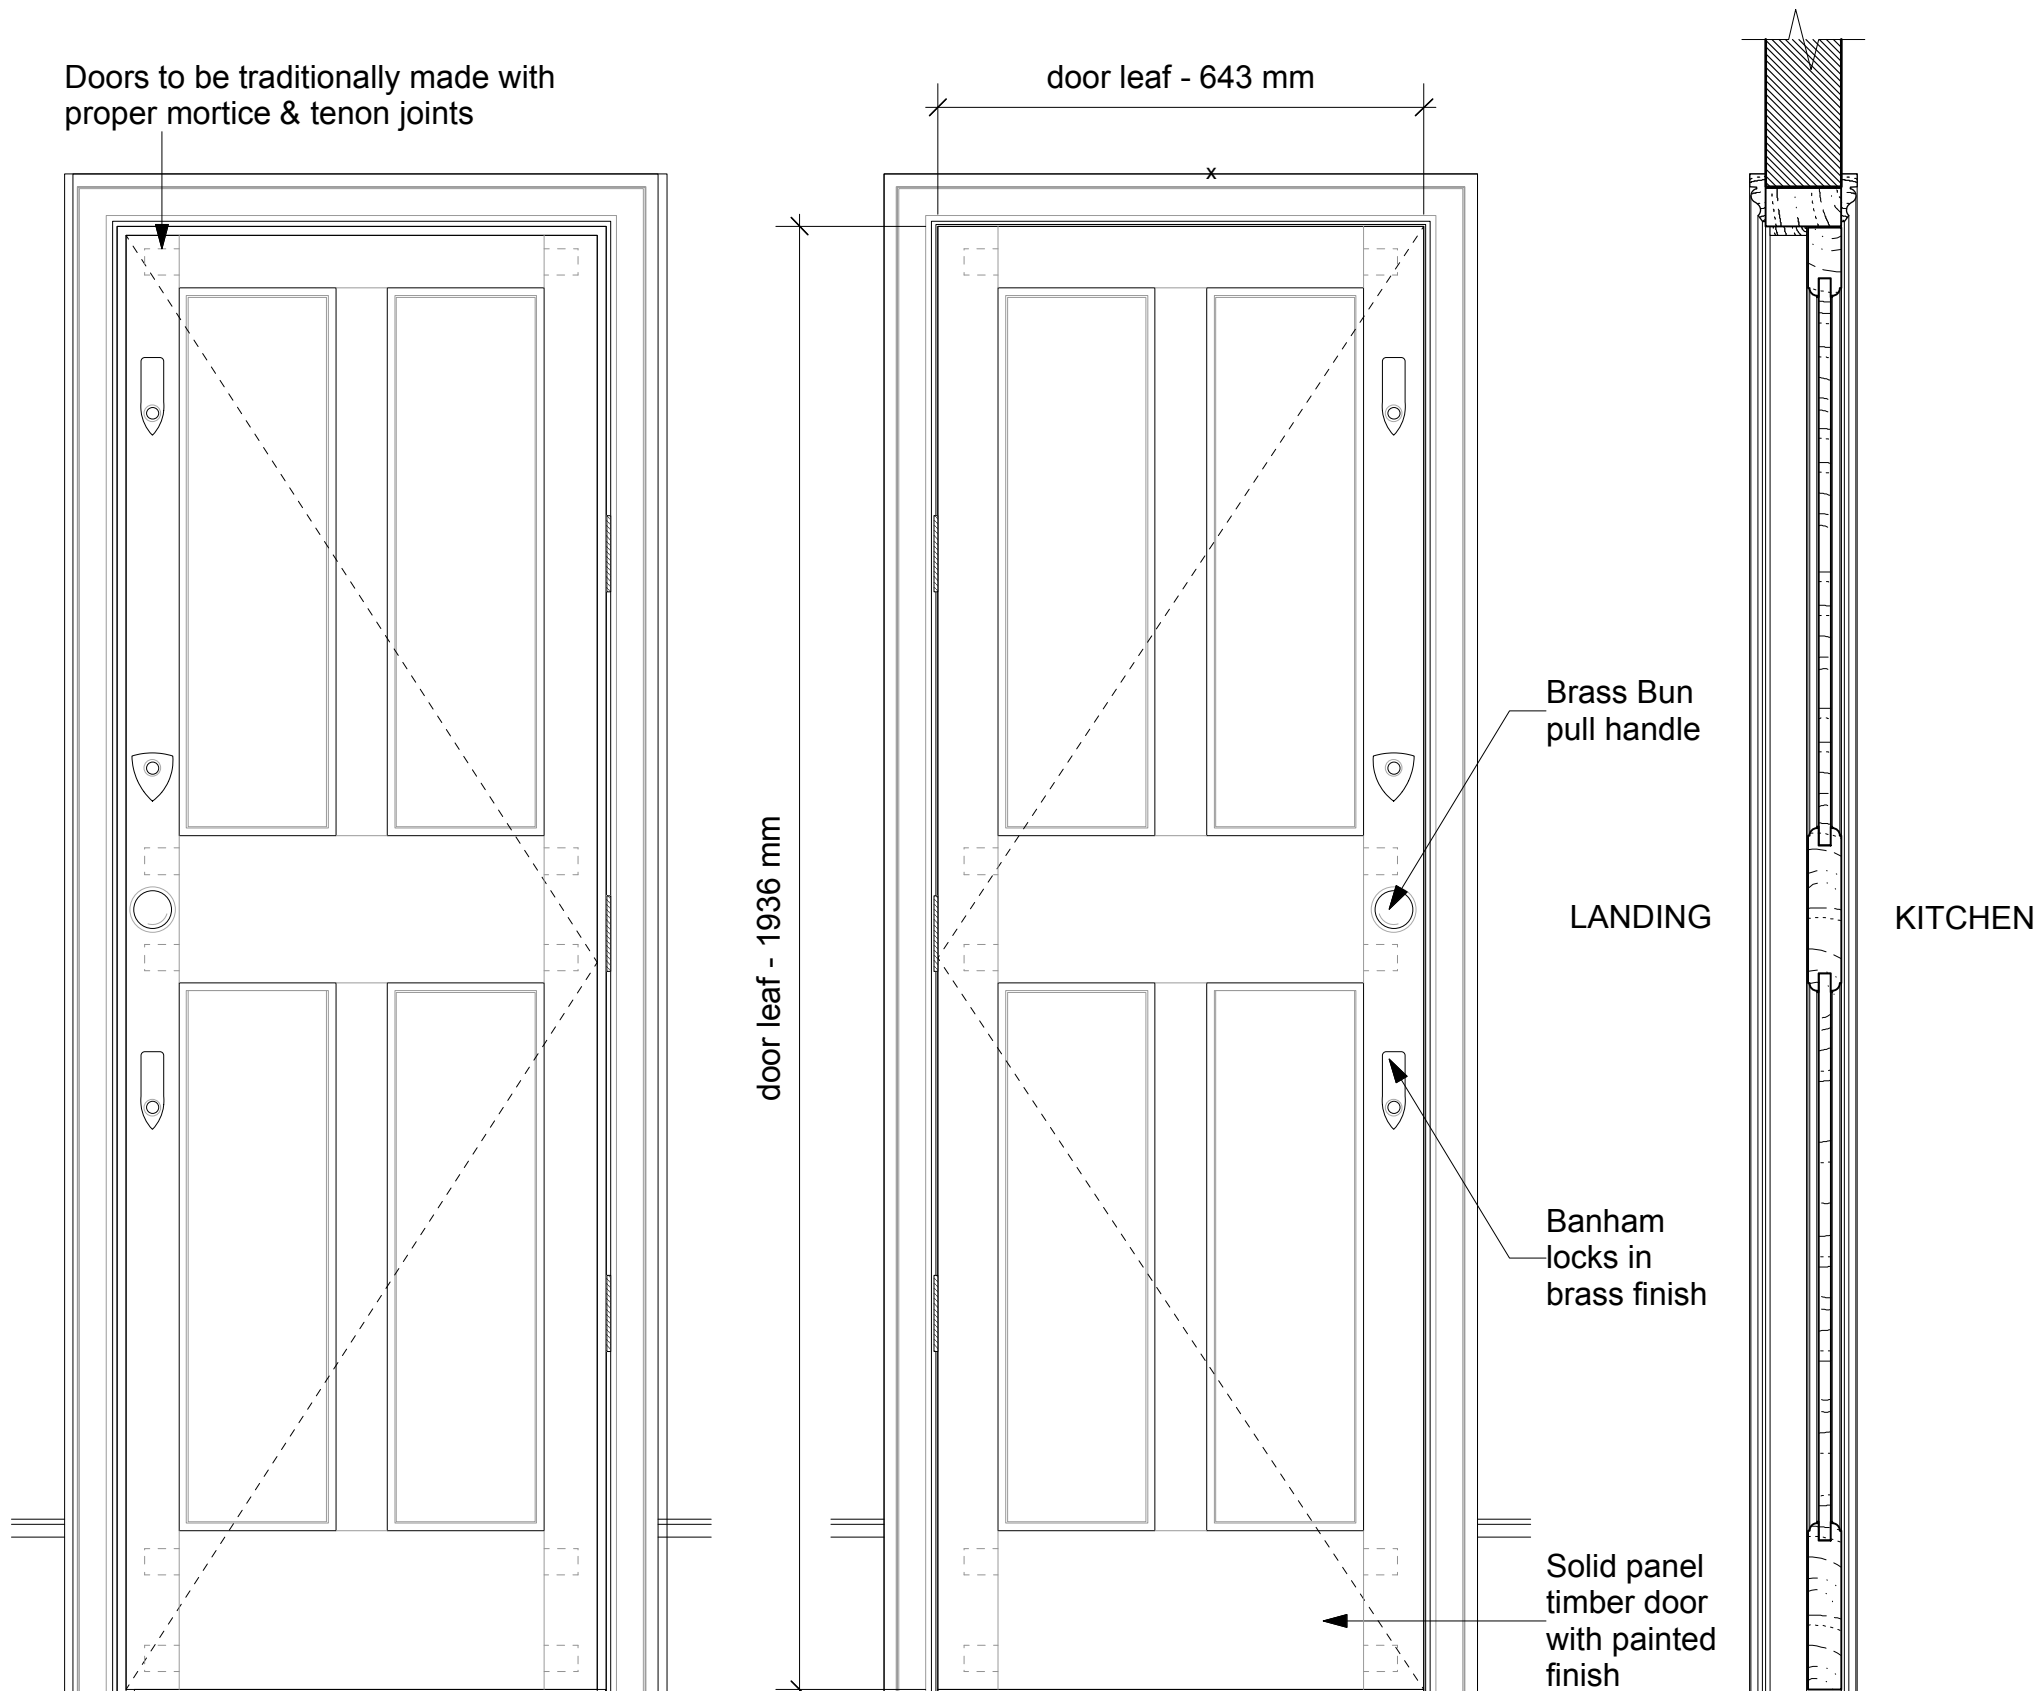 Doors to be traditionally made with
proper mortice & tenon joints
door leaf - 643 mm
x
Brass Bun
pull handle
door leaf - 1936 mm
LANDING
KITCHEN
Banham
locks in
brass finish
Solid panel
timber door
with painted
finish